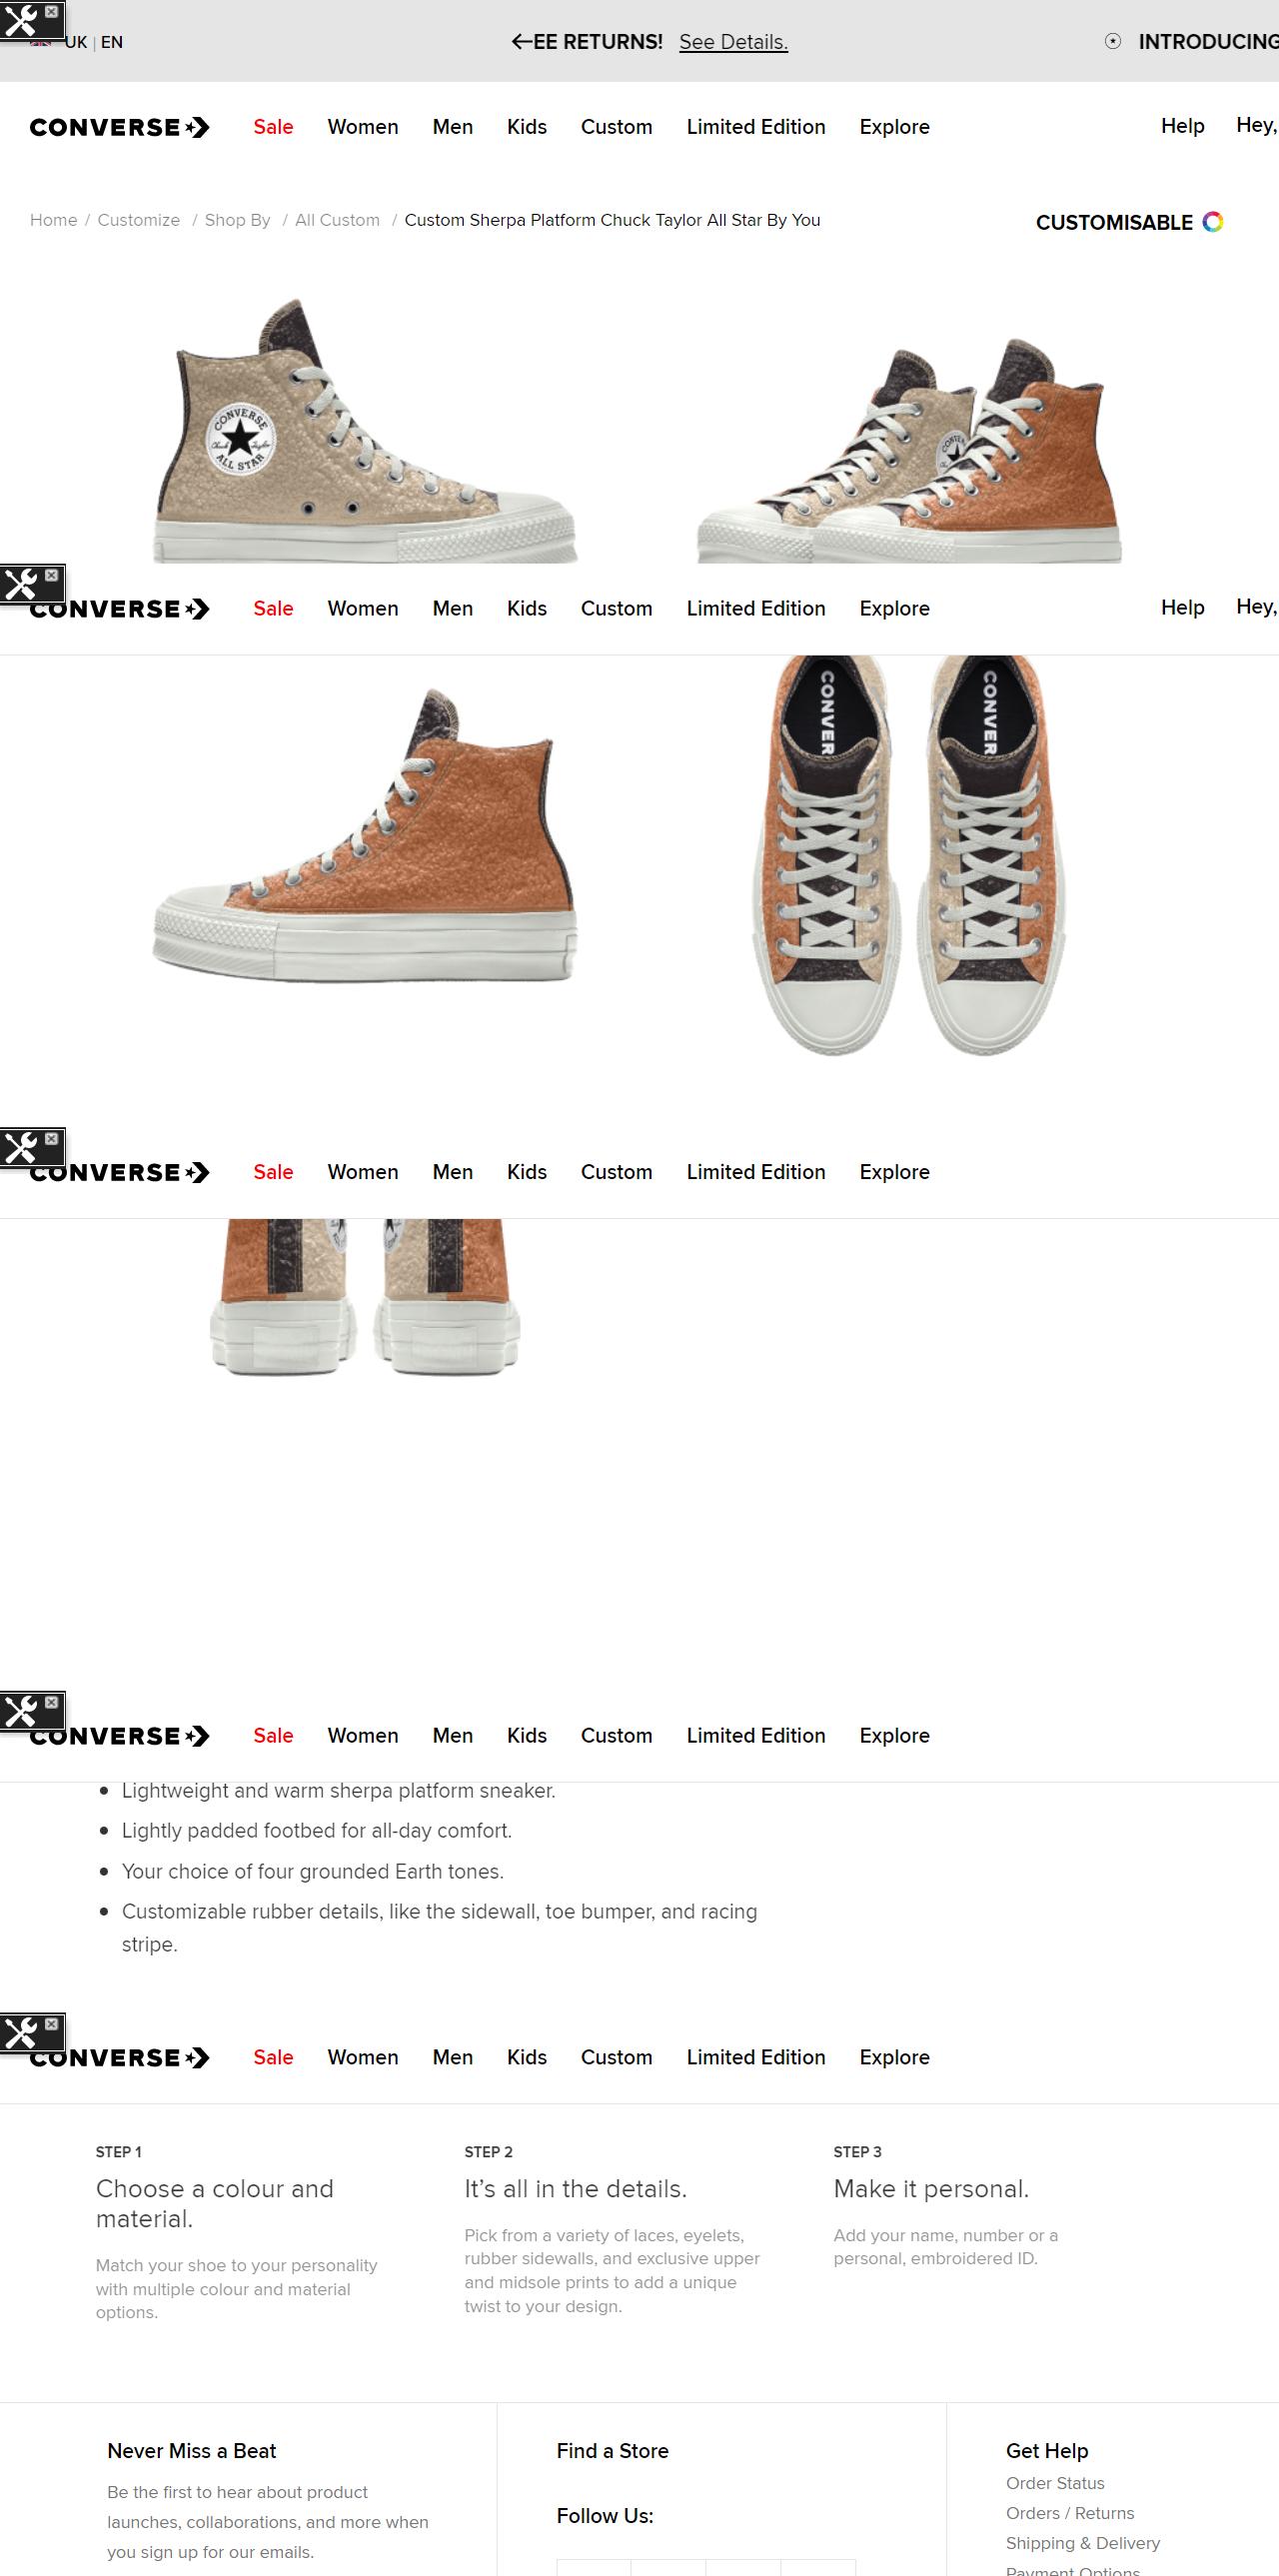 UK | EN
EE RETURNS! See Details.
INTRODUCING
CONVERSE Sale Women Men Kids Custom Limited Edition Explore Help Hey,
Home / Customize / Shop By / All Custom / Custom Sherpa Platform Chuck Taylor All Star By You
CUSTOMISABLE
CONVERSE
Chuck Taylor
ALL STAR
CONVERSE Sale Women Men Kids Custom Limited Edition Explore Help Hey,
CONVER
CONVER
CONVERSE Sale Women Men Kids Custom Limited Edition Explore
CONVERSE Sale Women Men Kids Custom Limited Edition Explore
• Lightweight and warm sherpa platform sneaker.
• Lightly padded footbed for all-day comfort.
• Your choice of four grounded Earth tones.
• Customizable rubber details, like the sidewall, toe bumper, and racing
stripe.
CONVERSE Sale Women Men Kids Custom Limited Edition Explore
STEP 1
Choose a colour and
material.
Match your shoe to your personality
with multiple colour and material
options.
STEP 2
It's all in the details.
Pick from a variety of laces, eyelets,
rubber sidewalls, and exclusive upper
and midsole prints to add a unique
twist to your design.
STEP 3
Make it personal.
Add your name, number or a
personal, embroidered ID.
Never Miss a Beat
Be the first to hear about product
launches, collaborations, and more when
you sign up for our emails.
Find a Store
Follow Us:
Get Help
Order Status
Orders / Returns
Shipping & Delivery
Payment Options